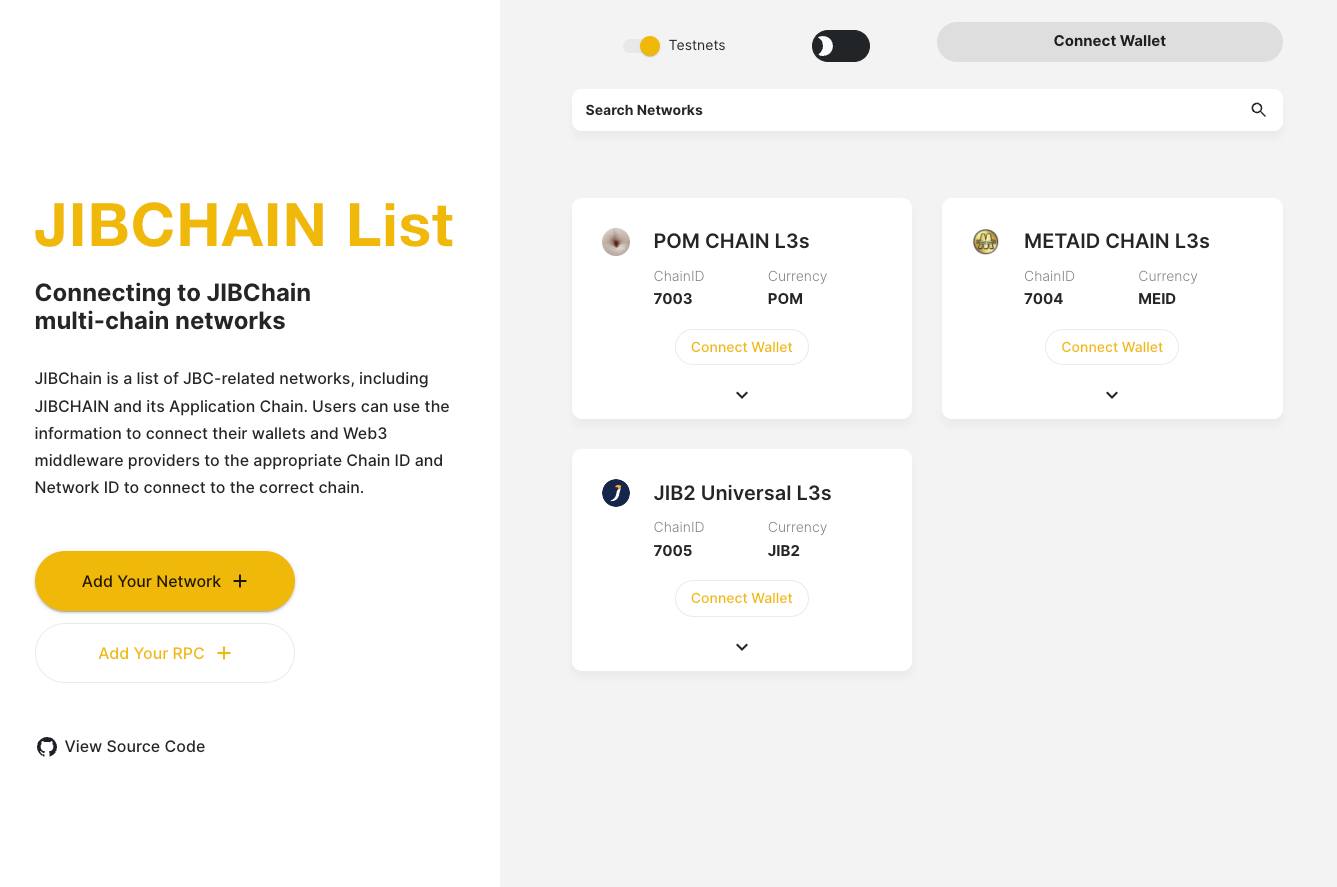 JIBCHAIN List
Connecting to JIBChain
multi-chain networks
JIBChain is a list of JBC-related networks, including
JIBCHAIN and its Application Chain. Users can use the
information to connect their wallets and Web3
middleware providers to the appropriate Chain ID and
Network ID to connect to the correct chain.
Add Your Network
Add Your RPC
View Source Code
Testnets
Connect Wallet
Search Networks
POM CHAIN L3s
ChainID Currency
7003 POM
Connect Wallet
METAID CHAIN L3s
ChainID Currency
7004 MEID
Connect Wallet
JIB2 Universal L3s
ChainID Currency
7005 JIB2
Connect Wallet